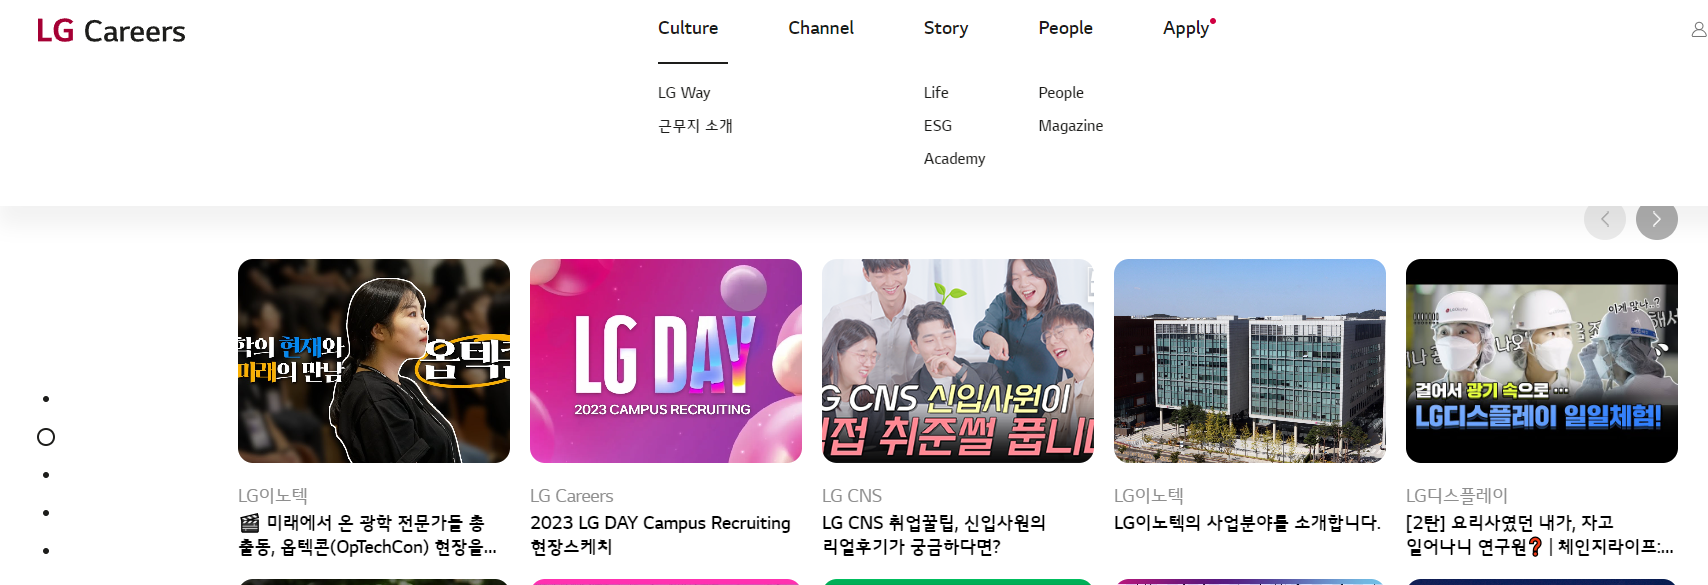 LG Careers
Culture Channel Story People Apply
LG Way Life People
근무지 소개 ESG Magazine
Academy
학의 현재와
미래의 만남
옵텍콘
LG DAY
2023 CAMPUS RECRUITING
G CNS 신입사원이
접 취준썰 풉니다
이게 맞나..?
걸어서 광기 속으로 ...
LG디스플레이 일일체험!
LG이노텍
🎬 미래에서 온 광학 전문가들 총
출동, 옵텍콘(OpTechCon) 현장을...
LG Careers
2023 LG DAY Campus Recruiting
현장스케치
LG CNS
LG CNS 취업꿀팁, 신입사원의
리얼후기가 궁금하다면?
LG이노텍
LG이노텍의 사업분야를 소개합니다.
LG디스플레이
[2탄] 요리사였던 내가, 자고
일어나니 연구원❓ | 체인지라이프:...